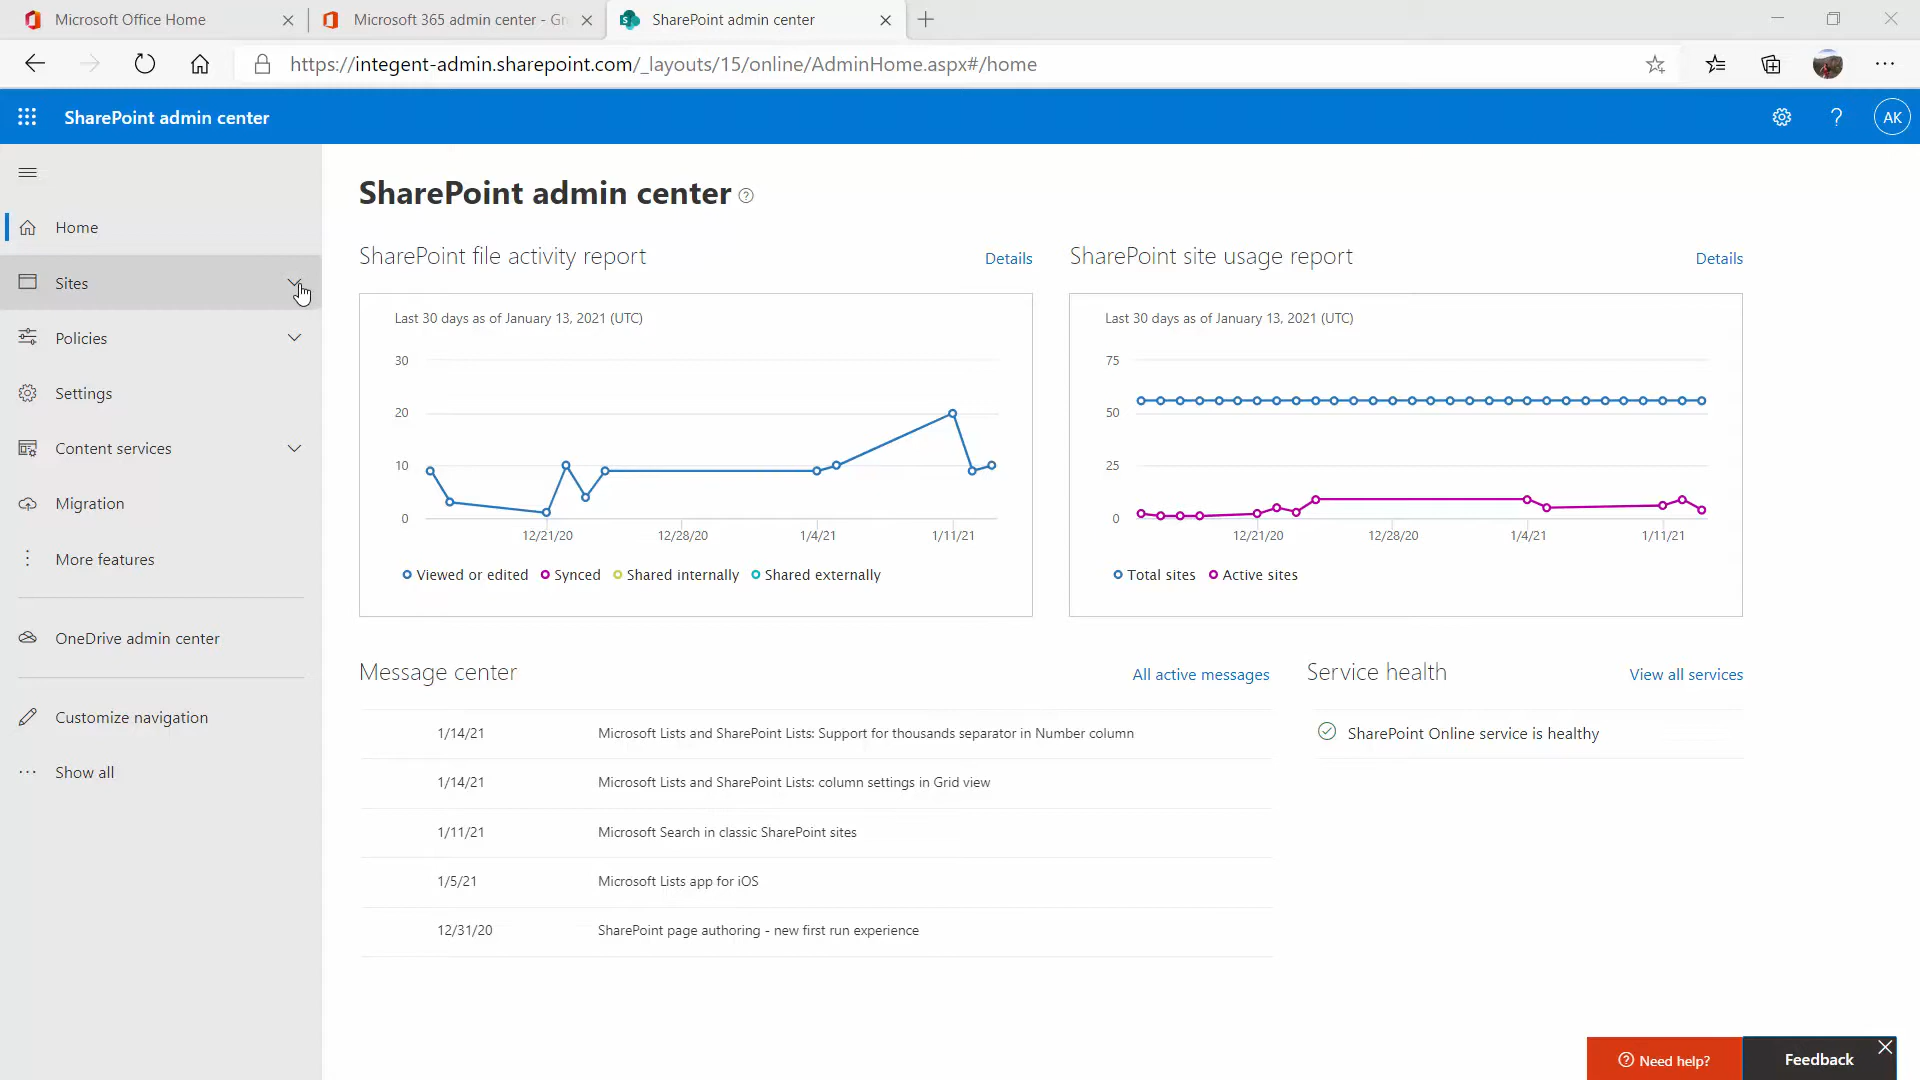 Microsoft Office Home
Microsoft 365 admin center - Gr
SharePoint admin center
https://integent-admin.sharepoint.com/_layouts/15/online/AdminHome.aspx#/home
SharePoint admin center
AK
Home
Sites
Policies
Settings
Content services
Migration
More features
OneDrive admin center
Customize navigation
Show all
SharePoint admin center
SharePoint file activity report
Details
Last 30 days as of January 13, 2021 (UTC)
30
20
10
0
12/21/20 12/28/20 1/4/21 1/11/21
Viewed or edited Synced Shared internally Shared externally
SharePoint site usage report
Details
Last 30 days as of January 13, 2021 (UTC)
75
50
25
0
12/21/20 12/28/20 1/4/21 1/11/21
Total sites Active sites
Message center
All active messages
1/14/21 Microsoft Lists and SharePoint Lists: Support for thousands separator in Number column
1/14/21 Microsoft Lists and SharePoint Lists: column settings in Grid view
1/11/21 Microsoft Search in classic SharePoint sites
1/5/21 Microsoft Lists app for iOS
12/31/20 SharePoint page authoring - new first run experience
Service health
View all services
SharePoint Online service is healthy
Need help?
Feedback